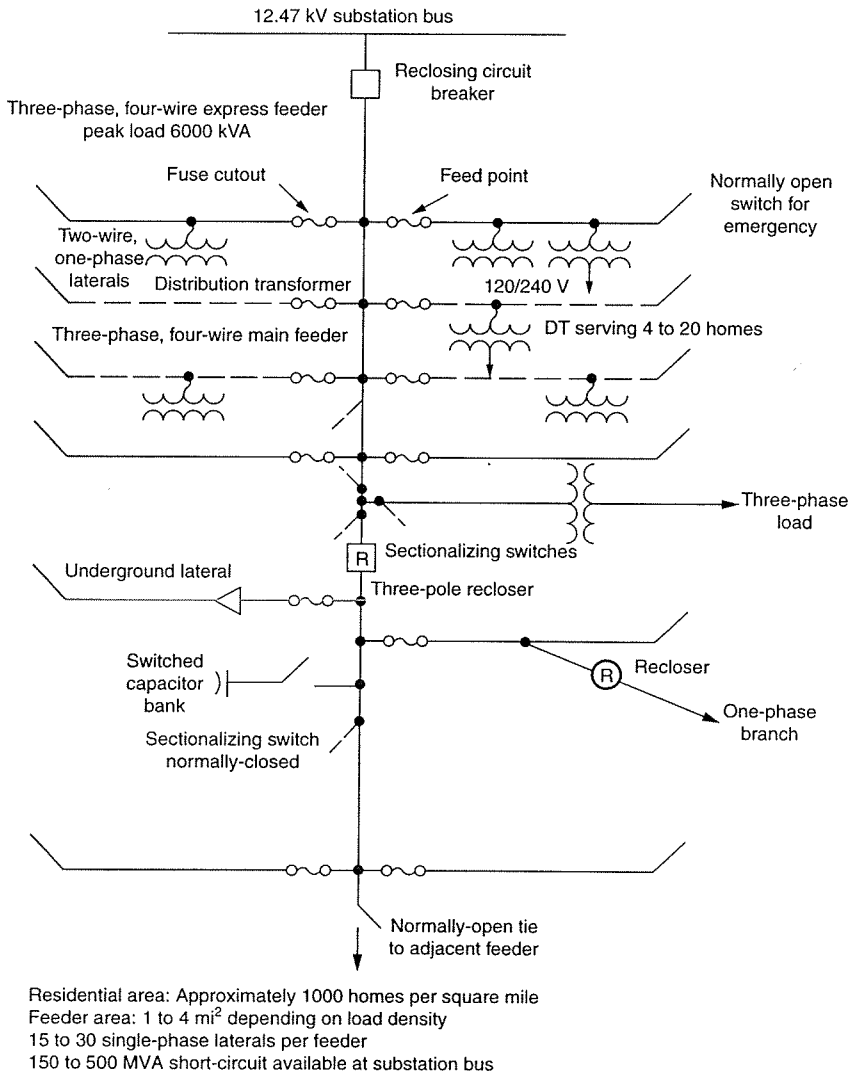 12.47 kV substation bus
Reclosing circuit
breaker
Three-phase, four-wire express feeder
peak load 6000 kVA
Fuse cutout
Feed point
Normally open
switch for
emergency
Two-wire,
one-phase
laterals
Distribution transformer
120/240 V
Three-phase, four-wire main feeder
DT serving 4 to 20 homes
Three-phase
load
R
Sectionalizing switches
Underground lateral
Three-pole recloser
Switched
capacitor
bank
R
Recloser
One-phase
branch
Sectionalizing switch
normally-closed
Normally-open tie
to adjacent feeder
Residential area: Approximately 1000 homes per square mile
Feeder area: 1 to 4 mi² depending on load density
15 to 30 single-phase laterals per feeder
150 to 500 MVA short-circuit available at substation bus